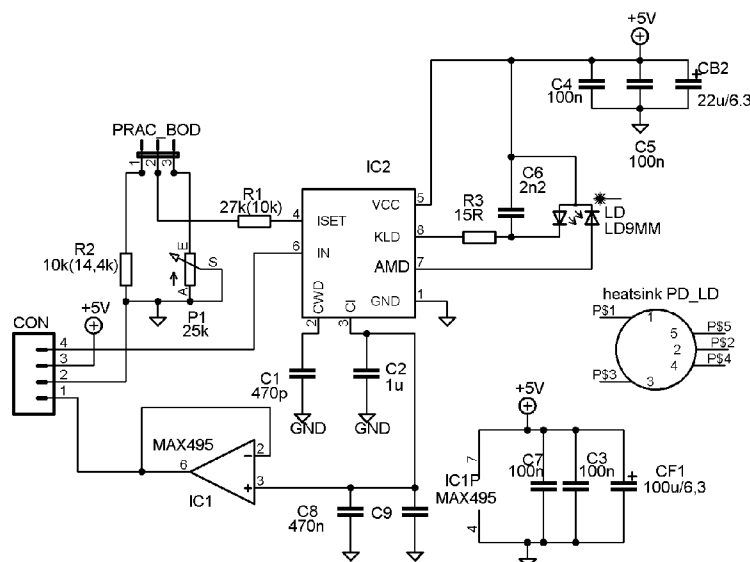 +5V
CB2
C4
100n
22u/6.3
C5
100n
PRAC_BOD
1
2
3
IC2
C6
2n2
R1
27k(10k)
4
ISET
VCC
5
R3
15R
LD
LD9MM
6
IN
KLD
8
R2
10k(14,4k)
E
S
A
AMD
7
P1
25k
GND
1
CWD
CI
2
3
heatsink PD_LD
P$1
1
5
P$5
2
P$2
4
P$4
P$3
3
+5V
CON
4
3
2
1
C1
470p
C2
1u
GND
GND
+5V
MAX495
2
6
-
+
3
IC1
7
IC1P
MAX495
4
C7
100n
C3
100n
CF1
100u/6,3
C8
470n
C9